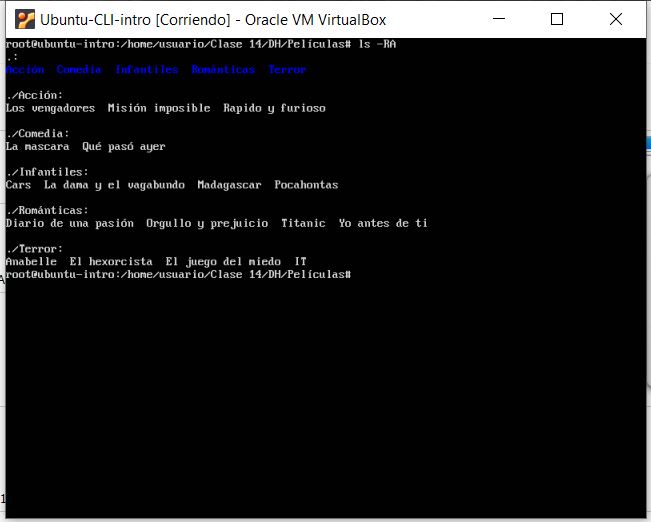 Ubuntu-CLI-intro [Corriendo] - Oracle VM VirtualBox
root@ubuntu-intro:/home/usuario/Clase 14/DH/Películas# ls -RA
.:
Acción  Comedia  Infantiles  Románticas  Terror
./Acción:
Los vengadores  Misión imposible  Rapido y furioso
./Comedia:
La mascara  Qué pasó ayer
./Infantiles:
Cars  La dama y el vagabundo  Madagascar  Pocahontas
./Románticas:
Diario de una pasión  Orgullo y prejuicio  Titanic  Yo antes de ti
./Terror:
Anabelle  El hexorcista  El juego del miedo  IT
root@ubuntu-intro:/home/usuario/Clase 14/DH/Películas#